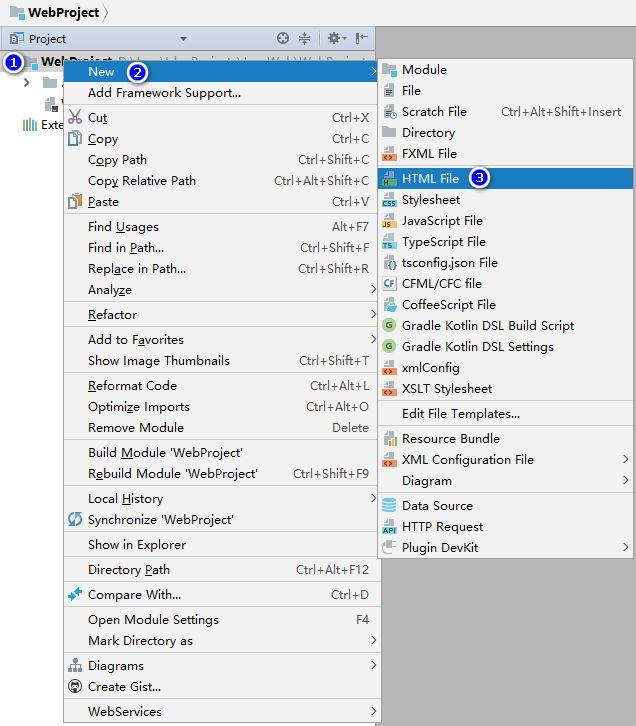 WebProject
Project
1 WebProject
Exte
New 2
Add Framework Support...
Cut Ctrl+X
Copy Ctrl+C
Copy Path Ctrl+Shift+C
Copy Relative Path Ctrl+Alt+Shift+C
Paste Ctrl+V
Find Usages Alt+F7
Find in Path... Ctrl+Shift+F
Replace in Path... Ctrl+Shift+R
Analyze
Refactor
Add to Favorites
Show Image Thumbnails Ctrl+Shift+T
Reformat Code Ctrl+Alt+L
Optimize Imports Ctrl+Alt+O
Remove Module Delete
Build Module 'WebProject'
Rebuild Module 'WebProject' Ctrl+Shift+F9
Local History
Synchronize 'WebProject'
Show in Explorer
Directory Path Ctrl+Alt+F12
Compare With... Ctrl+D
Open Module Settings F4
Mark Directory as
Diagrams
Create Gist...
WebServices
Module
File
Scratch File Ctrl+Alt+Shift+Insert
Directory
FXML File
HTML File 3
CSS Stylesheet
JS JavaScript File
TS TypeScript File
tsconfig.json File
CF CFML/CFC file
CoffeeScript File
G Gradle Kotlin DSL Build Script
G Gradle Kotlin DSL Settings
xmlConfig
XSLT Stylesheet
Edit File Templates...
Resource Bundle
XML Configuration File
Diagram
Data Source
API HTTP Request
Plugin DevKit